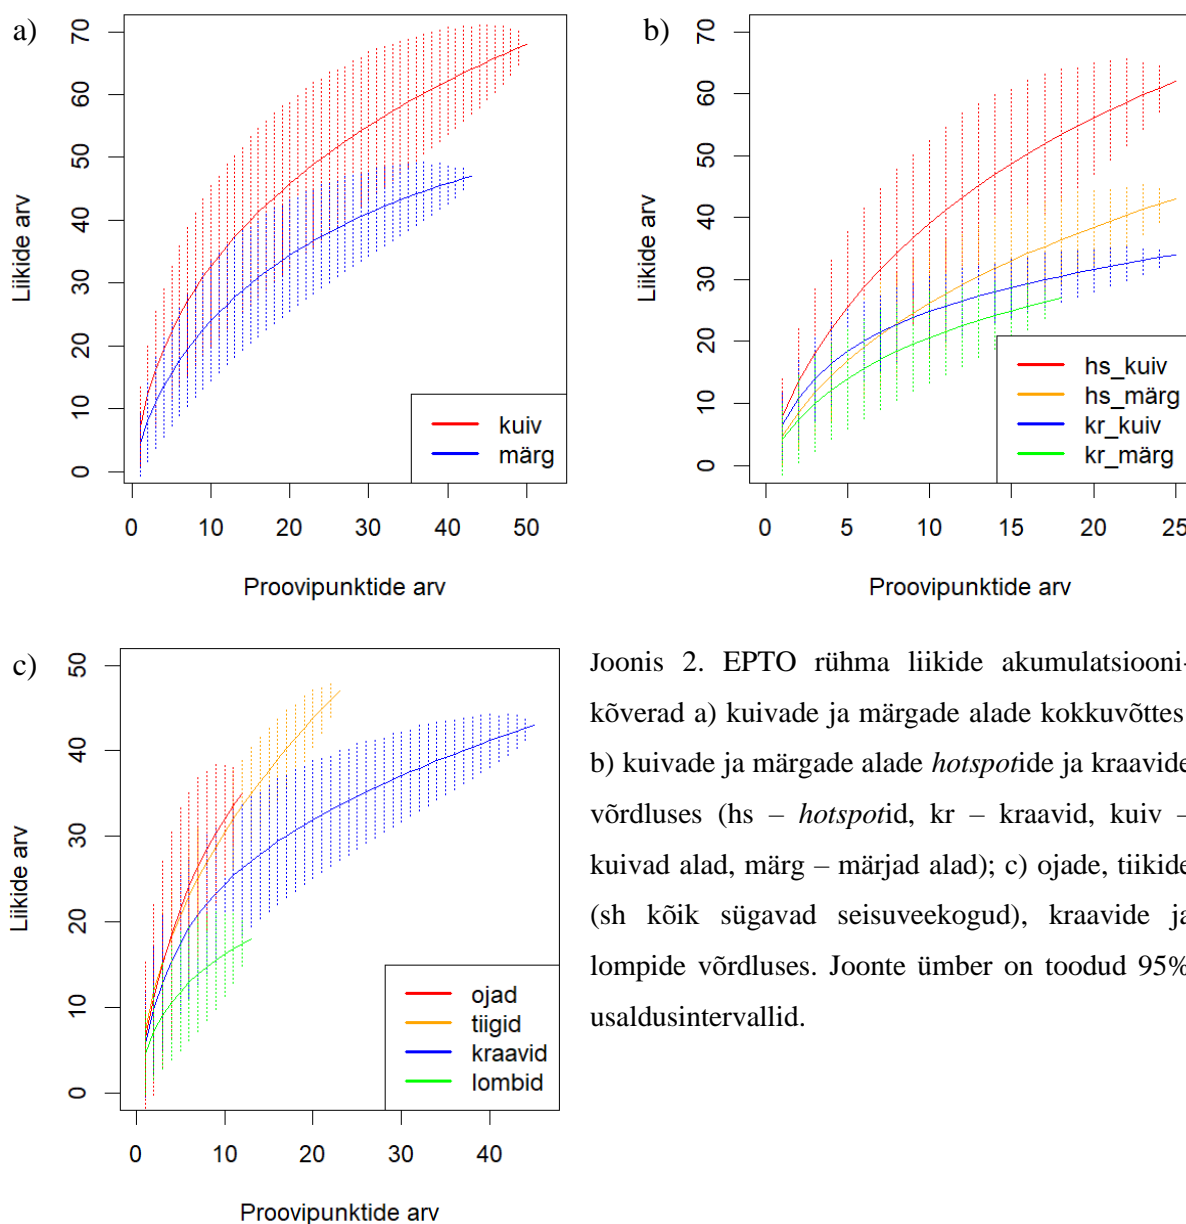 a)
70
60
50
40
30
20
10
0
Liikide arv
0 10 20 30 40 50
Proovipunktide arv
kuiv
märg
b)
70
60
50
40
30
20
10
0
Liikide arv
0 5 10 15 20 25
Proovipunktide arv
hs_kuiv
hs_märg
kr_kuiv
kr_märg
c)
50
40
30
20
10
0
Liikide arv
0 10 20 30 40
Proovipunktide arv
ojad
tiigid
kraavid
lombid
Joonis 2. EPTO rühma liikide akumulatsiooni-
kõverad a) kuivade ja märgade alade kokkuvõttes
b) kuivade ja märgade alade hotspotide ja kraavide
võrdluses (hs – hotspotid, kr – kraavid, kuiv –
kuivad alad, märg – märjad alad); c) ojade, tiikide
(sh kõik sügavad seisuveekogud), kraavide ja
lompide võrdluses. Joonte ümber on toodud 95%
usaldusintervallid.